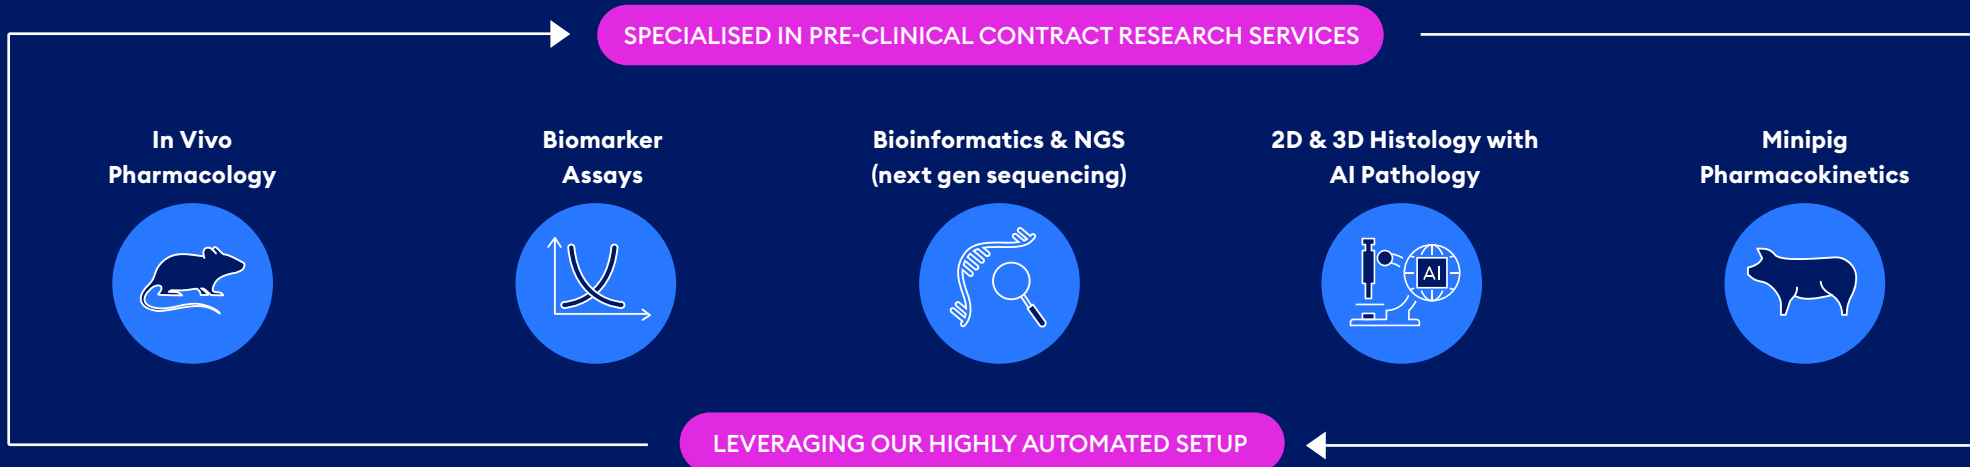 SPECIALISED IN PRE-CLINICAL CONTRACT RESEARCH SERVICES
In Vivo
Pharmacology
Biomarker
Assays
Bioinformatics & NGS
(next gen sequencing)
2D & 3D Histology with
AI Pathology
Minipig
Pharmacokinetics
AI
LEVERAGING OUR HIGHLY AUTOMATED SETUP